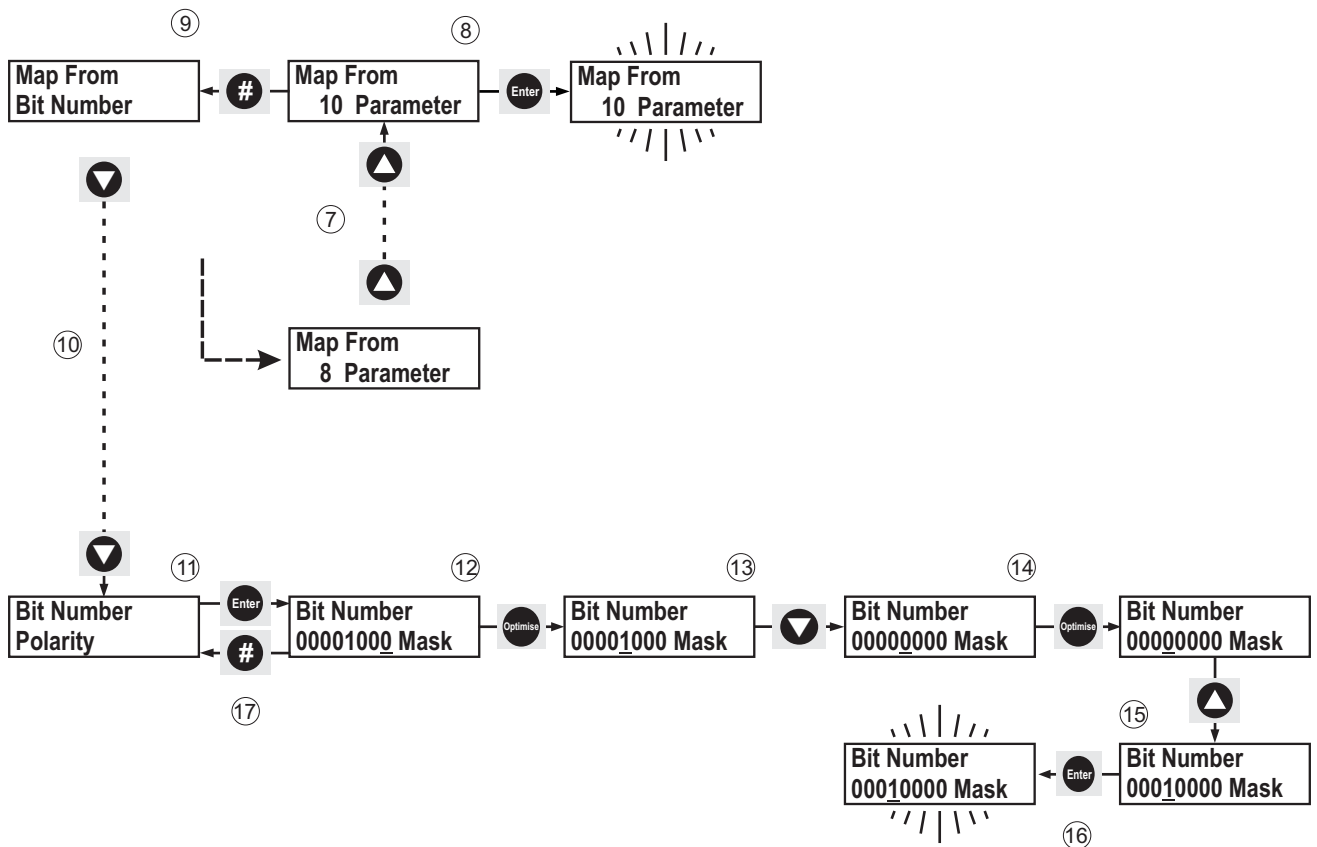 9
8
Map From
Bit Number
#
Map From
10 Parameter
Enter
Map From
10 Parameter
7
10
Map From
8 Parameter
11
12
13
14
Bit Number
Polarity
Enter
#
17
Bit Number
00001000 Mask
Optimise
Bit Number
00001000 Mask
Bit Number
00000000 Mask
Optimise
Bit Number
00000000 Mask
15
Bit Number
00010000 Mask
Enter
16
Bit Number
00010000 Mask